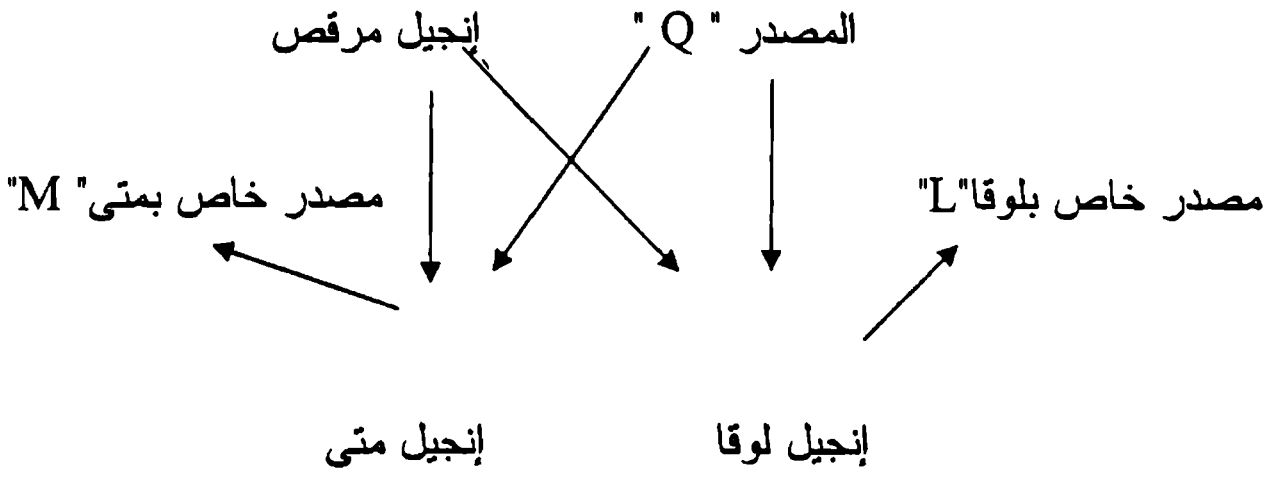 المصدر " Q "
إنجيل مرقص
مصدر خاص بلوقا"L"
مصدر خاص بمتى" M"
إنجيل لوقا
إنجيل متى